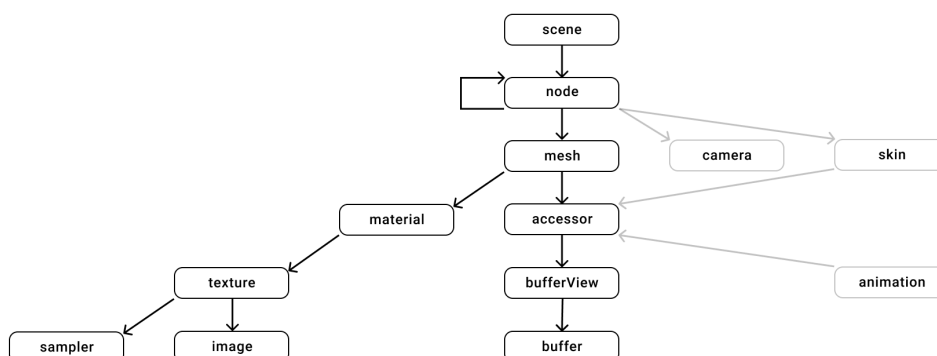 scene
node
mesh
camera
skin
material
accessor
texture
bufferView
animation
sampler
image
buffer